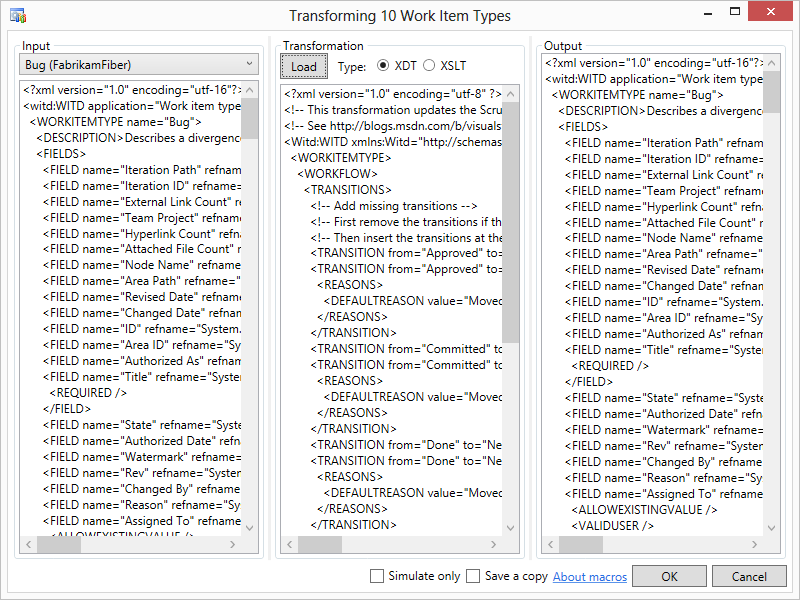 Transforming 10 Work Item Types
Input
Bug (FabrikamFiber)
<?xml version="1.0" encoding="utf-16"?>
<witd:WITD application="Work item type
<WORKITEMTYPE name="Bug">
<DESCRIPTION>Describes a divergence
<FIELDS>
<FIELD name="Iteration Path" refnam
<FIELD name="Iteration ID" refname=
<FIELD name="External Link Count" r
<FIELD name="Team Project" refnam
<FIELD name="Hyperlink Count" refn
<FIELD name="Attached File Count" r
<FIELD name="Node Name" refname
<FIELD name="Area Path" refname="
<FIELD name="Revised Date" refnam
<FIELD name="Changed Date" refnar
<FIELD name="ID" refname="System.
<FIELD name="Area ID" refname="Sy
<FIELD name="Authorized As" refnar
<FIELD name="Title" refname="Syster
<REQUIRED />
</FIELD>
<FIELD name="State" refname="Syste
<FIELD name="Authorized Date" refn
<FIELD name="Watermark" refname=
<FIELD name="Rev" refname="System
<FIELD name="Changed By" refname
<FIELD name="Reason" refname="Sy
<FIELD name="Assigned To" refname
<ALLOWEXISTINGVALUE />
Transformation
Load
Type:
XDT
XSLT
<?xml version="1.0" encoding="utf-8" ?>
<!-- This transformation updates the Scru
<!-- See http://blogs.msdn.com/b/visuals
<Witd:WITD xmlns:Witd="http://schemas
<WORKITEMTYPE>
<WORKFLOW>
<TRANSITIONS>
<!-- Add missing transitions -->
<!-- First remove the transitions if th
<!-- Then insert the transitions at the
<TRANSITION from="Approved" to=
<TRANSITION from="Approved" to=
<REASONS>
<DEFAULTREASON value="Moved
</REASONS>
</TRANSITION>
<TRANSITION from="Committed" to
<TRANSITION from="Committed" to
<REASONS>
<DEFAULTREASON value="Moved
</REASONS>
</TRANSITION>
<TRANSITION from="Done" to="Ne
<TRANSITION from="Done" to="Ne
<REASONS>
<DEFAULTREASON value="Moved
</REASONS>
</TRANSITION>
Output
<?xml version="1.0" encoding="utf-16"?>
<witd:WITD application="Work item type
<WORKITEMTYPE name="Bug">
<DESCRIPTION>Describes a divergence
<FIELDS>
<FIELD name="Iteration Path" refnam
<FIELD name="Iteration ID" refname=
<FIELD name="External Link Count" r
<FIELD name="Team Project" refnam
<FIELD name="Hyperlink Count" refn
<FIELD name="Attached File Count" r
<FIELD name="Node Name" refname
<FIELD name="Area Path" refname="
<FIELD name="Revised Date" refnam
<FIELD name="Changed Date" refnar
<FIELD name="ID" refname="System.
<FIELD name="Area ID" refname="Sy
<FIELD name="Authorized As" refnar
<FIELD name="Title" refname="Syster
<REQUIRED />
</FIELD>
<FIELD name="State" refname="Syste
<FIELD name="Authorized Date" refn
<FIELD name="Watermark" refname=
<FIELD name="Rev" refname="System
<FIELD name="Changed By" refname
<FIELD name="Reason" refname="Sy
<FIELD name="Assigned To" refname
<ALLOWEXISTINGVALUE />
<VALIDUSER />
Simulate only
Save a copy
About macros
OK
Cancel